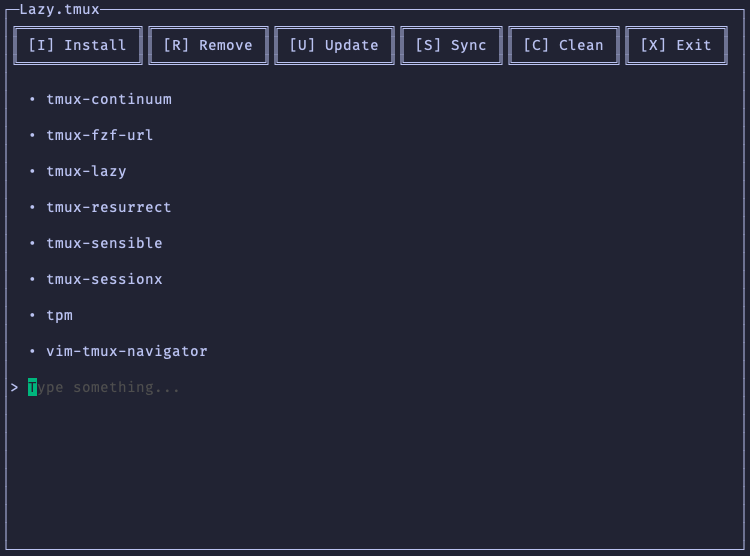 Lazy.tmux
[I] Install [R] Remove [U] Update [S] Sync [C] Clean [X] Exit
• tmux-continuum
• tmux-fzf-url
• tmux-lazy
• tmux-resurrect
• tmux-sensible
• tmux-sessionx
• tpm
• vim-tmux-navigator
> Type something...